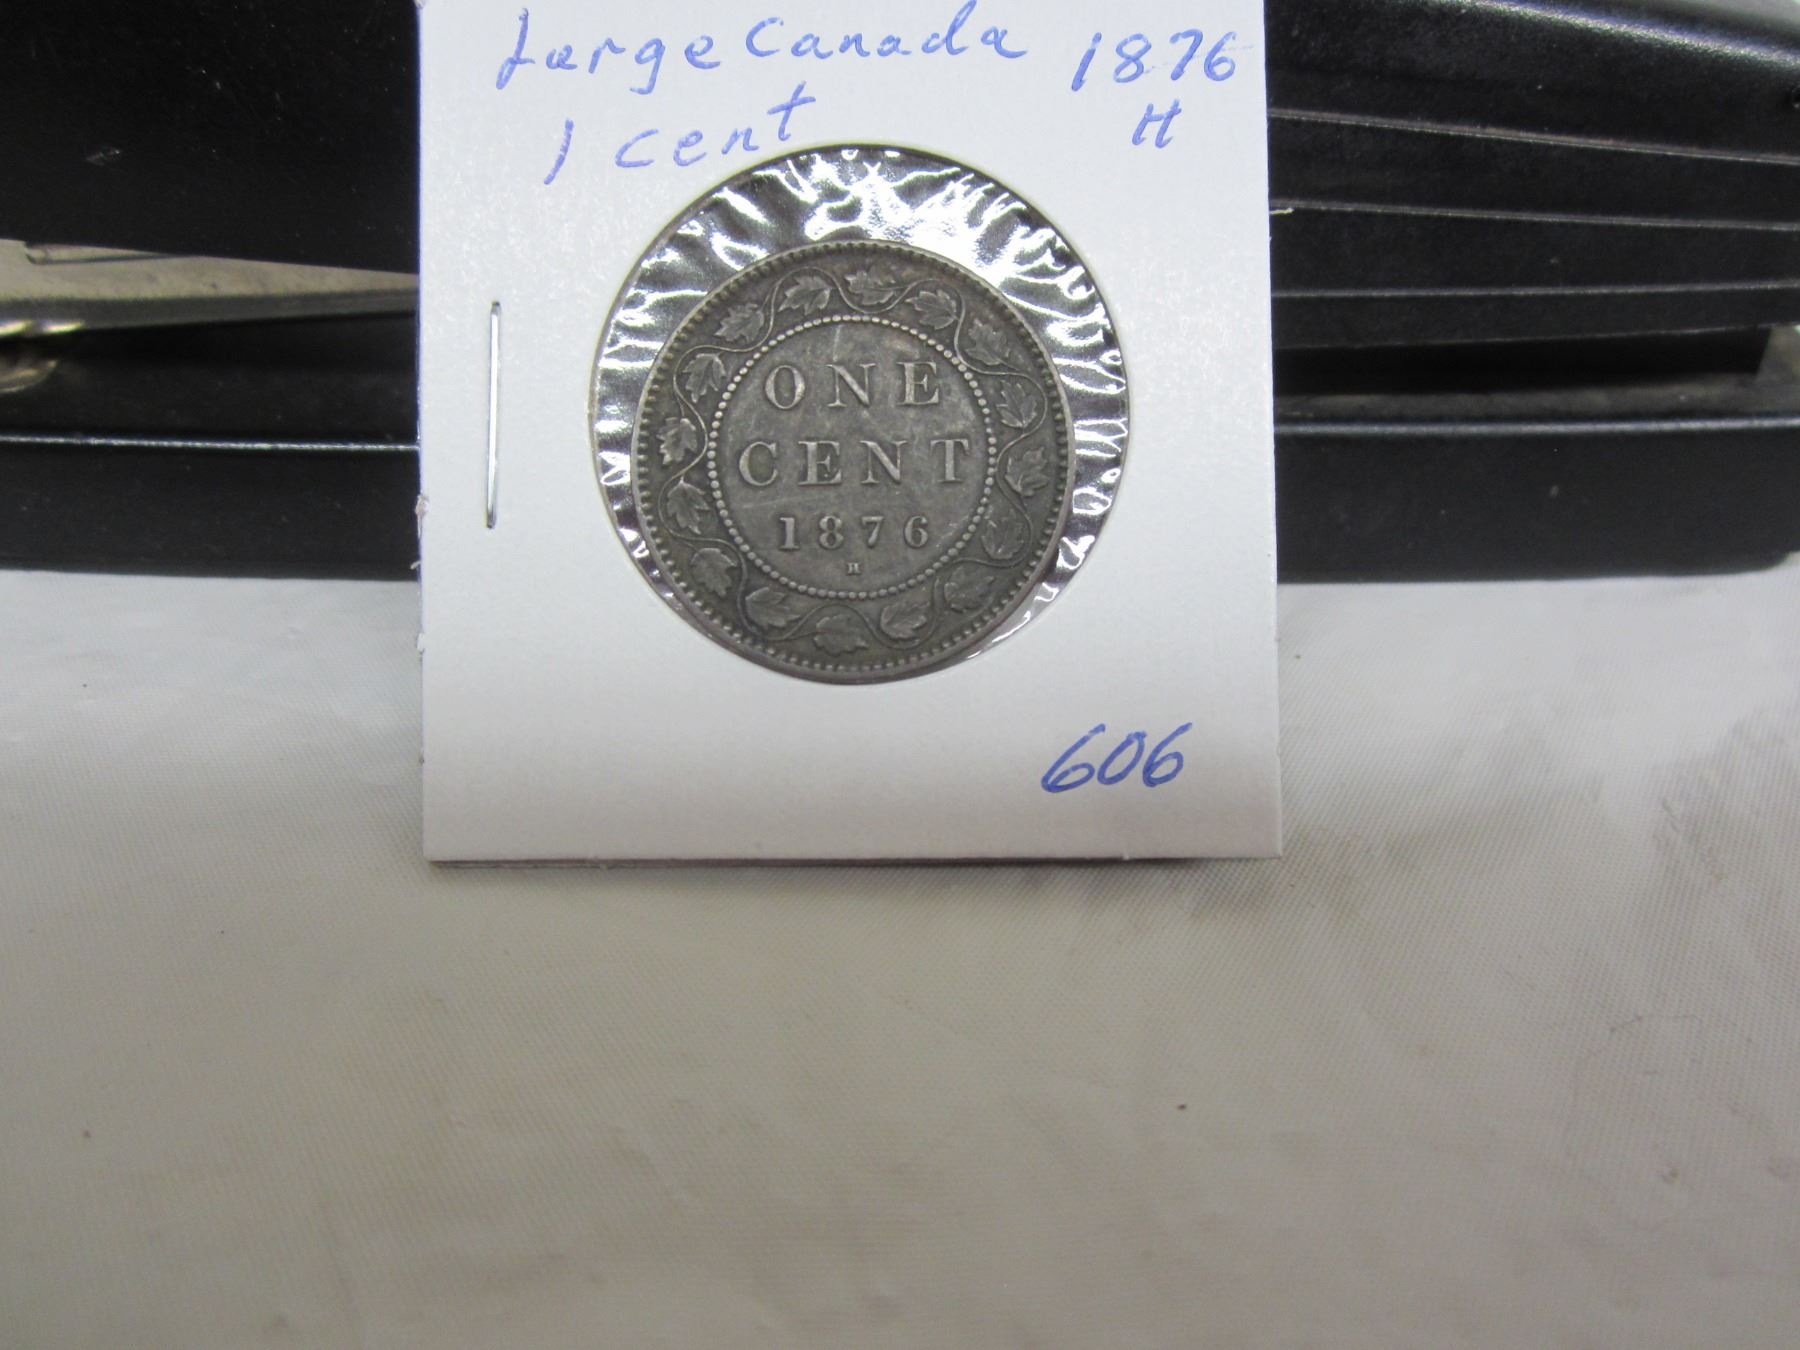 Large Canada 1876
1 cent H
ONE
CENT
1876
H
606